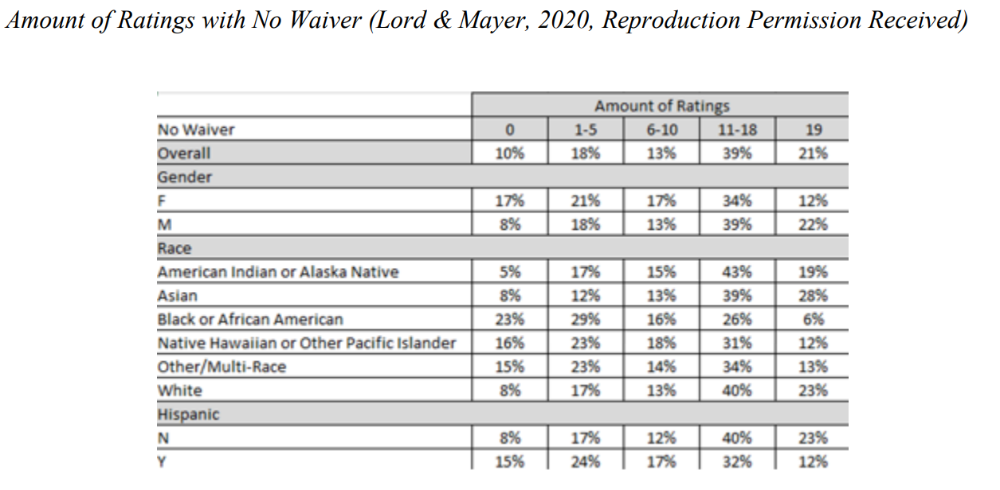 Amount of Ratings with No Waiver (Lord & Mayer, 2020, Reproduction Permission Received)
Amount of Ratings
No Waiver 0 1-5 6-10 11-18 19
Overall 10% 18% 13% 39% 21%
Gender
F 17% 21% 17% 34% 12%
M 8% 18% 13% 39% 22%
Race
American Indian or Alaska Native 5% 17% 15% 43% 19%
Asian 8% 12% 13% 39% 28%
Black or African American 23% 29% 16% 26% 6%
Native Hawaiian or Other Pacific Islander 16% 23% 18% 31% 12%
Other/Multi-Race 15% 23% 14% 34% 13%
White 8% 17% 13% 40% 23%
Hispanic
N 8% 17% 12% 40% 23%
Y 15% 24% 17% 32% 12%